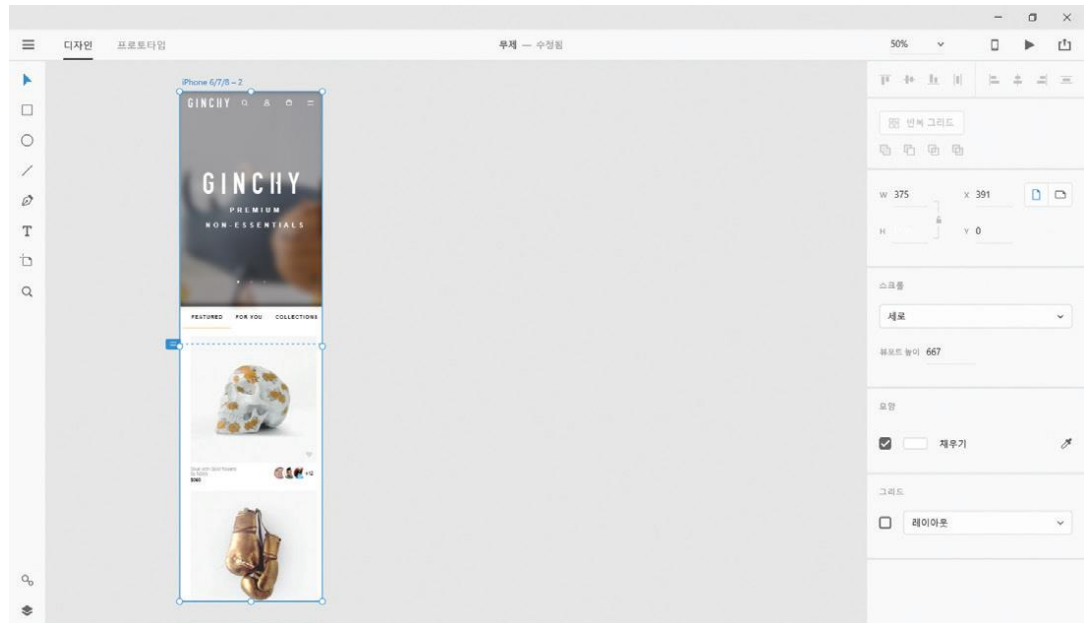 디자인 프로토타입
무제 — 수정됨
50%
iPhone 6/7/8 – 2
GINCHY
GINCHY
PREMIUM
NON-ESSENTIALS
FEATURED FOR YOU COLLECTIONS
+12
T
반복 그리드
W 375 X 391
H Y 0
스크롤
세로
뷰포트 높이 667
모양
채우기
그리드
레이아웃